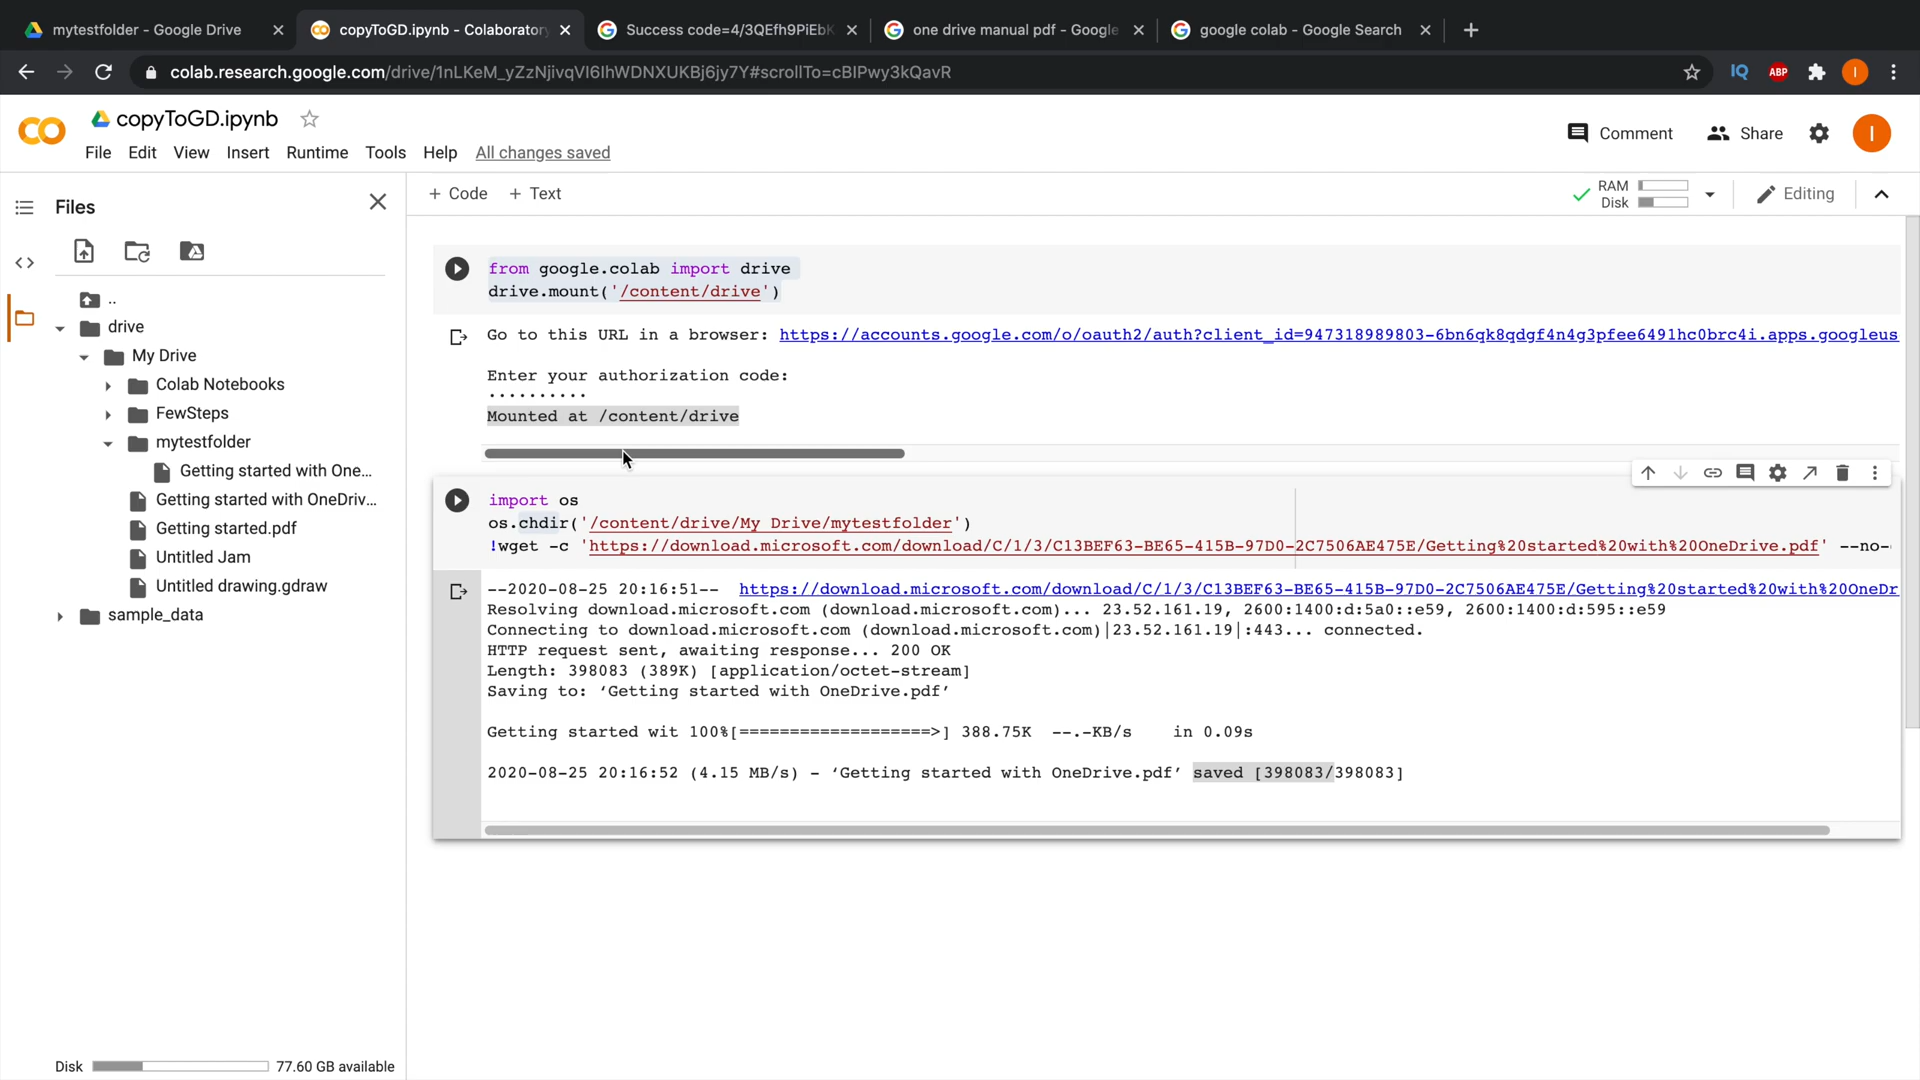 mytestfolder - Google Drive
copyToGD.ipynb - Colaboratory
Success code=4/3QEfh9PiEbK
one drive manual pdf - Google
google colab - Google Search
colab.research.google.com/drive/1nLKeM_yZzNjivqVI6IhWDNXUKBj6jy7Y#scrollTo=cBIPwy3kQavR
IQ
ABP
I
copyToGD.ipynb
Comment
Share
I
File Edit View Insert Runtime Tools Help All changes saved
Files
+ Code + Text
RAM
Disk
Editing
..
drive
My Drive
Colab Notebooks
FewSteps
mytestfolder
Getting started with One...
Getting started with OneDriv...
Getting started.pdf
Untitled Jam
Untitled drawing.gdraw
sample_data
Disk 77.60 GB available
from google.colab import drive
drive.mount('/content/drive')
Go to this URL in a browser: https://accounts.google.com/o/oauth2/auth?client_id=947318989803-6bn6qk8qdgf4n4g3pfee6491hc0brc4i.apps.googleus
Enter your authorization code:
··········
Mounted at /content/drive
import os
os.chdir('/content/drive/My Drive/mytestfolder')
!wget -c 'https://download.microsoft.com/download/C/1/3/C13BEF63-BE65-415B-97D0-2C7506AE475E/Getting%20started%20with%20OneDrive.pdf' --no-
--2020-08-25 20:16:51-- https://download.microsoft.com/download/C/1/3/C13BEF63-BE65-415B-97D0-2C7506AE475E/Getting%20started%20with%20OneDr
Resolving download.microsoft.com (download.microsoft.com)... 23.52.161.19, 2600:1400:d:5a0::e59, 2600:1400:d:595::e59
Connecting to download.microsoft.com (download.microsoft.com)|23.52.161.19|:443... connected.
HTTP request sent, awaiting response... 200 OK
Length: 398083 (389K) [application/octet-stream]
Saving to: ‘Getting started with OneDrive.pdf’
Getting started wit 100%[===================>] 388.75K --.-KB/s in 0.09s
2020-08-25 20:16:52 (4.15 MB/s) - ‘Getting started with OneDrive.pdf’ saved [398083/398083]